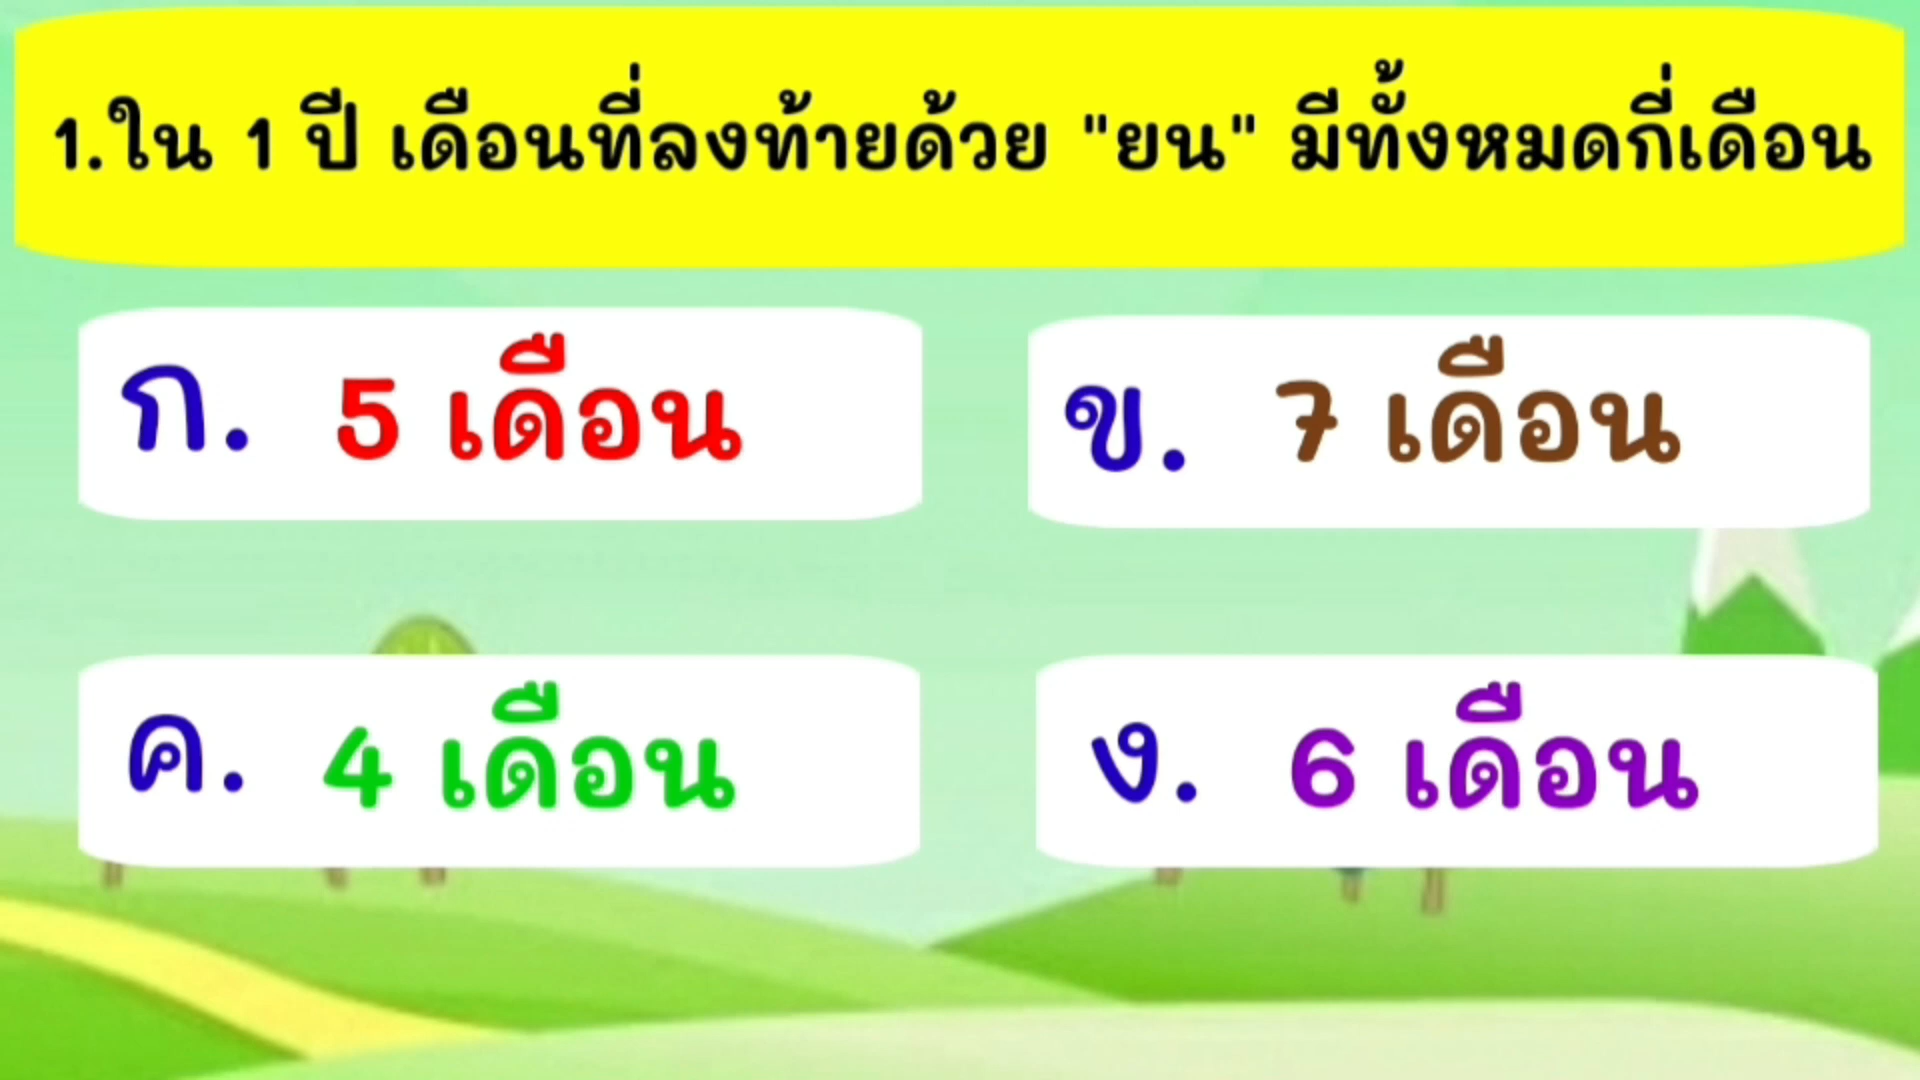 1.ใน 1 ปี เดือนที่ลงท้ายด้วย "ยน" มีทั้งหมดกี่เดือน
ก. 5 เดือน
ข. 7 เดือน
ค. 4 เดือน
ง. 6 เดือน